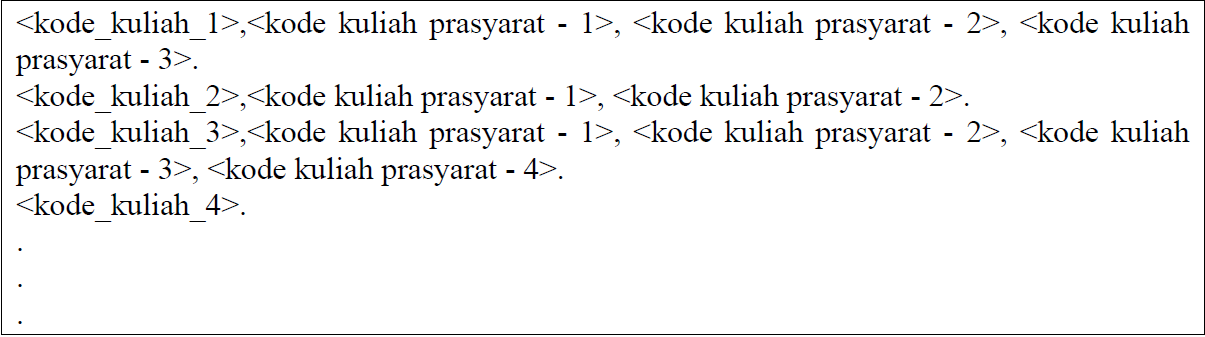 <kode_kuliah_1>,<kode kuliah prasyarat - 1>, <kode kuliah prasyarat - 2>, <kode kuliah
prasyarat - 3>.
<kode_kuliah_2>,<kode kuliah prasyarat - 1>, <kode kuliah prasyarat - 2>.
<kode_kuliah_3>,<kode kuliah prasyarat - 1>, <kode kuliah prasyarat - 2>, <kode kuliah
prasyarat - 3>, <kode kuliah prasyarat - 4>.
<kode_kuliah_4>.
.
.
.